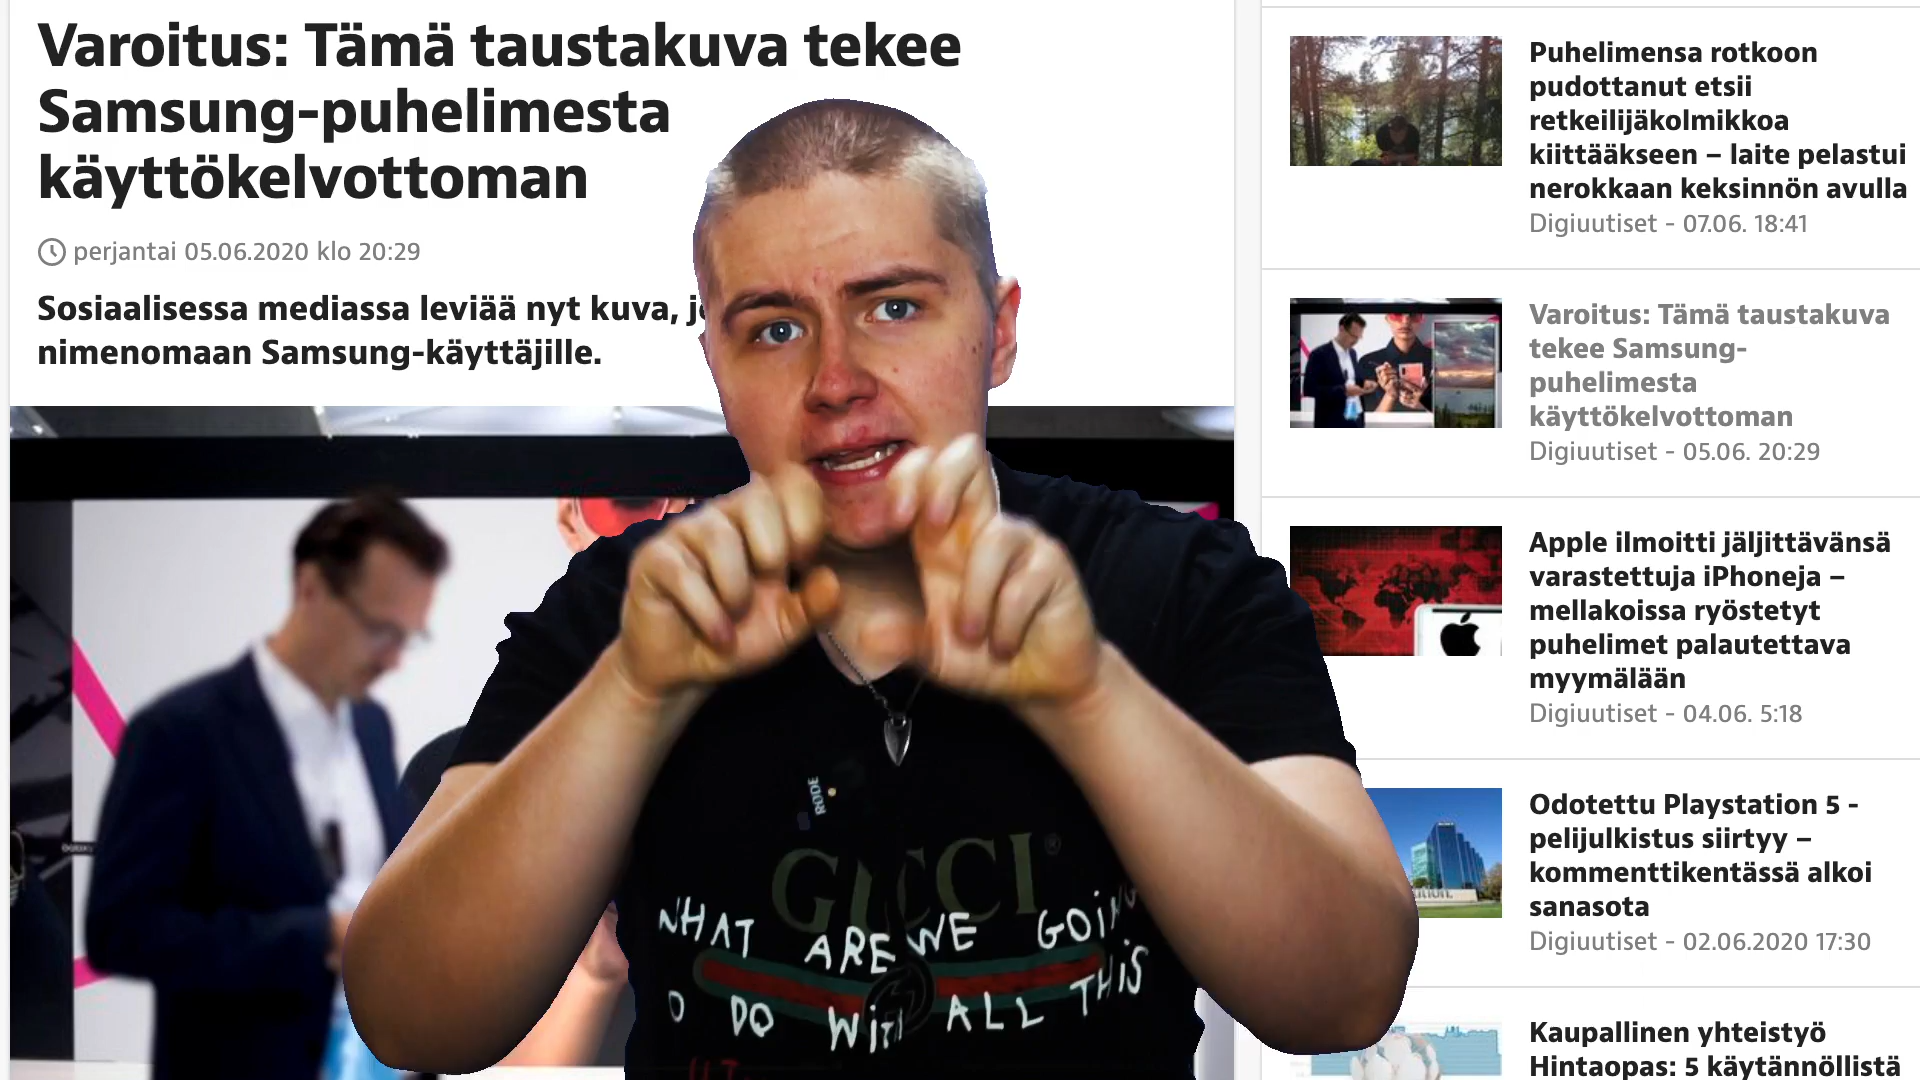 Varoitus: Tämä taustakuva tekee
Samsung-puhelimesta
käyttökelvottoman
perjantai 05.06.2020 klo 20:29
Sosiaalisessa mediassa leviää nyt kuva,
nimenomaan Samsung-käyttäjille.
RODE
GUCCI
WHAT ARE WE GOING
DO WITH ALL THIS
Puhelimensa rotkoon
pudottanut etsii
retkeilijäkolmikkoa
kiittääkseen – laite pelastui
nerokkaan keksinnön avulla
Digiuutiset - 07.06. 18:41
Varoitus: Tämä taustakuva
tekee Samsung-
puhelimesta
käyttökelvottoman
Digiuutiset - 05.06. 20:29
Apple ilmoitti jäljittävänsä
varastettuja iPhoneja –
mellakoissa ryöstetyt
puhelimet palautettava
myymälään
Digiuutiset - 04.06. 5:18
Odotettu Playstation 5 -
pelijulkistus siirtyy –
kommenttikentässä alkoi
sanasota
Digiuutiset - 02.06.2020 17:30
Kaupallinen yhteistyö
Hintaopas: 5 käytännöllistä